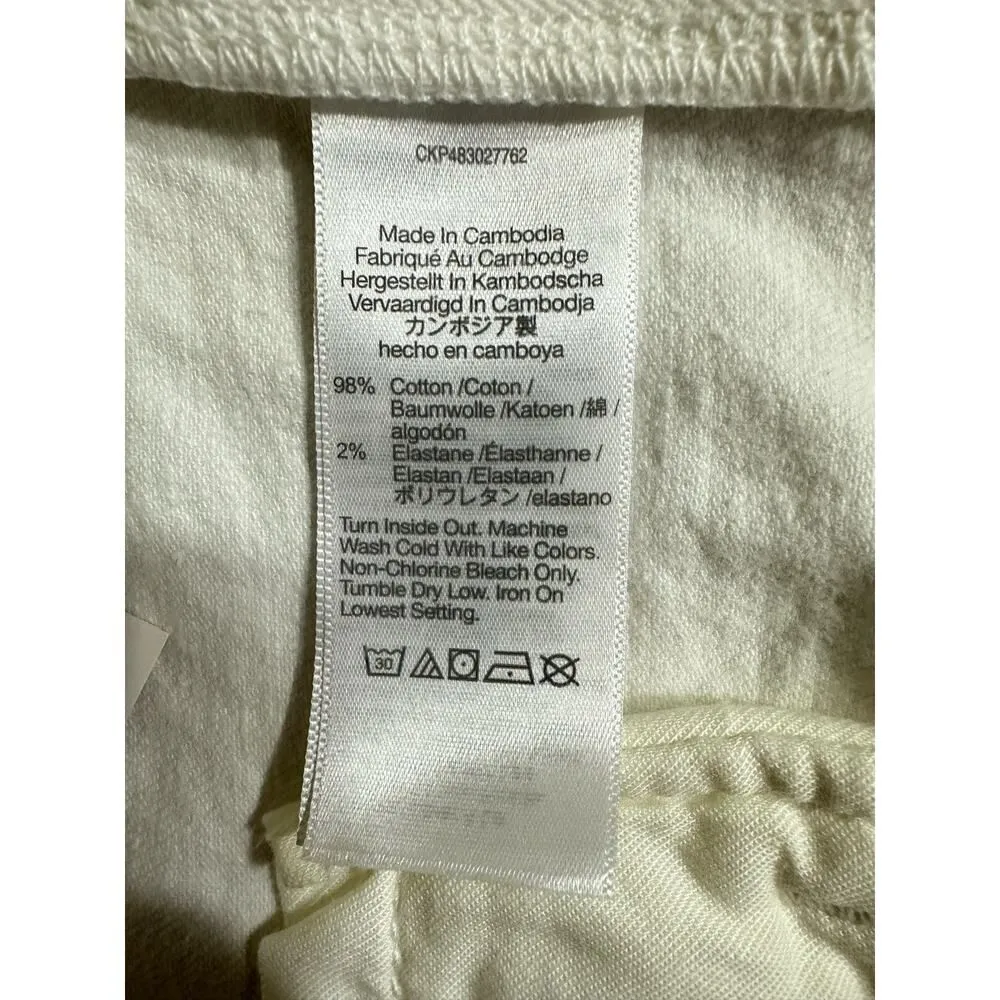 CKP483027762
Made In Cambodia
Fabriqué Au Cambodge
Hergestellt In Kambodscha
Vervaardigd In Cambodja
カンボジア製
hecho en camboya
98% Cotton /Coton /
Baumwolle /Katoen /綿 /
algodón
2% Elastane /Élasthanne /
Elastan /Elastaan /
ポリウレタン /elastano
Turn Inside Out. Machine
Wash Cold With Like Colors.
Non-Chlorine Bleach Only.
Tumble Dry Low. Iron On
Lowest Setting.
30